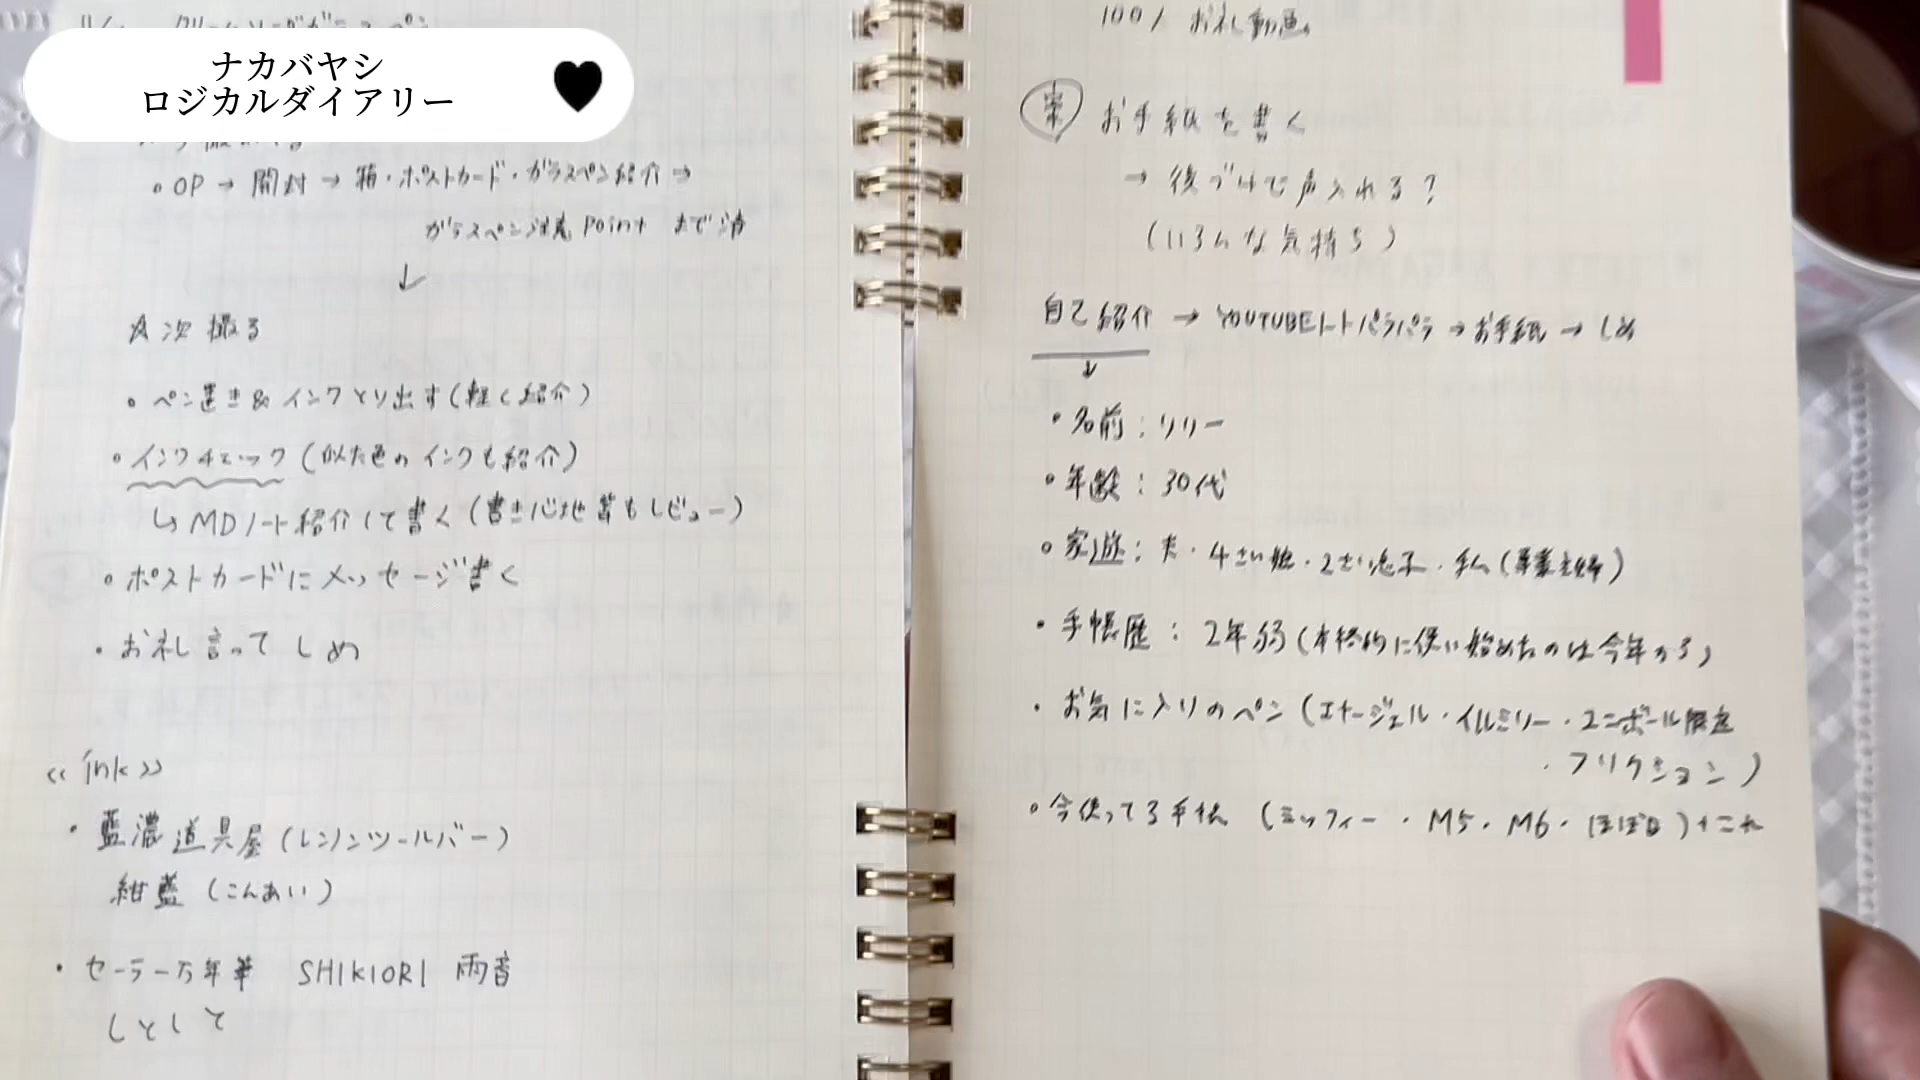 ナカバヤシ
ロジカルダイアリー
• OP → 開封 → 箱・ポストカード・ガラスペン紹介 →
ガラスペン注意 Point まで済
↓
☆次 撮る
• ペン置き & インクとり出す(軽く紹介)
• インクチェック (似た色のインクも紹介)
↳ MDノート紹介して書く (書き心地等もレビュー)
• ポストカードにメッセージ書く
• お礼言って しめ
《ink》
• 藍濃道具屋 (レンノンツールバー)
紺藍 (こんあい)
• セーラー万年筆 SHIKIORI 雨音
しとしと
100人 お礼動画
案 お手紙を書く
→ 後づけで声入れる?
(いろんな気持ち)
自己紹介 → YOUTUBEノートパラパラ → お手紙 → しめ
↓
• 名前 : リリー
• 年齢 : 30代
• 家遊 : 夫・4さい娘・2さい息子・私 (専業主婦)
• 手帳歴 : 2年弱 (本格的に使い始めたのは今年から)
• お気に入りのペン (エナージェル・イルミリー・ユニボール限定
・フリクション)
• 今使ってる手帳 (ミッフィー・M5・M6・ほぼ日) + これ